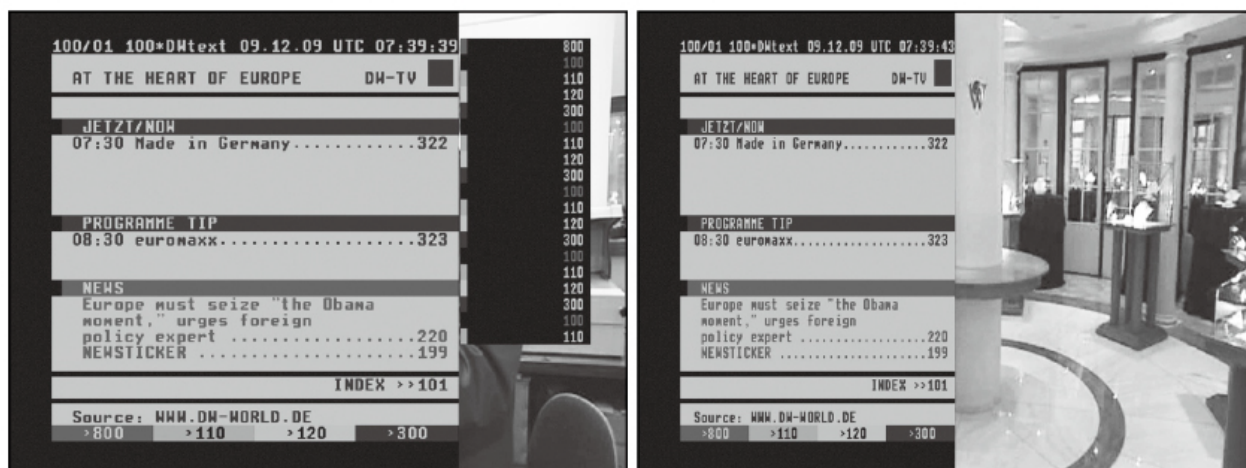 100/01 100*DWtext 09.12.09 UTC 07:39:39
AT THE HEART OF EUROPE DW-TV
JETZT/NOW
07:30 Made in Germany............322
PROGRAMME TIP
08:30 euromaxx..................323
NEWS
Europe must seize "the Obama
moment," urges foreign
policy expert .................220
NEWSTICKER ....................199
INDEX >>101
Source: WWW.DW-WORLD.DE
>800 >110 >120 >300
800
100
110
120
300
100
110
120
300
100
110
120
300
100
110
120
300
100
110
100/01 100*DWtext 09.12.09 UTC 07:39:43
AT THE HEART OF EUROPE DW-TV
JETZT/NOW
07:30 Made in Germany............322
PROGRAMME TIP
08:30 euromaxx..................323
NEWS
Europe must seize "the Obama
moment," urges foreign
policy expert .................220
NEWSTICKER ....................199
INDEX >>101
Source: WWW.DW-WORLD.DE
>800 >110 >120 >300
W